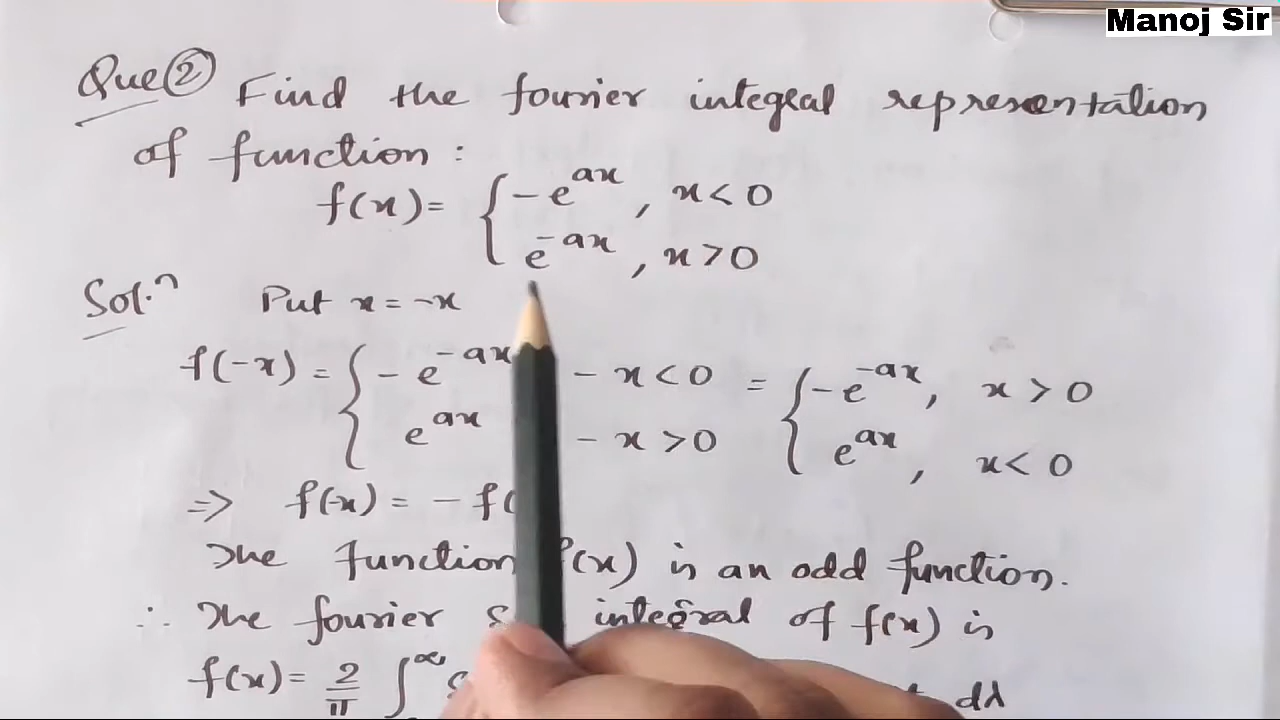 Manoj Sir
Que② Find the fourier integral representation
of function :
f(x) = { -e^{ax} , x < 0
e^{-ax} , x > 0
Sol.ⁿ Put x = -x
f(-x) = { -e^{-ax} - x < 0 = { -e^{-ax} , x > 0
e^{ax} - x > 0 e^{ax} , x < 0
⇒ f(-x) = - f(
The function f(x) is an odd function.
∴ The fourier integral of f(x) is
f(x) = 2/π ∫ ^∞ dλ